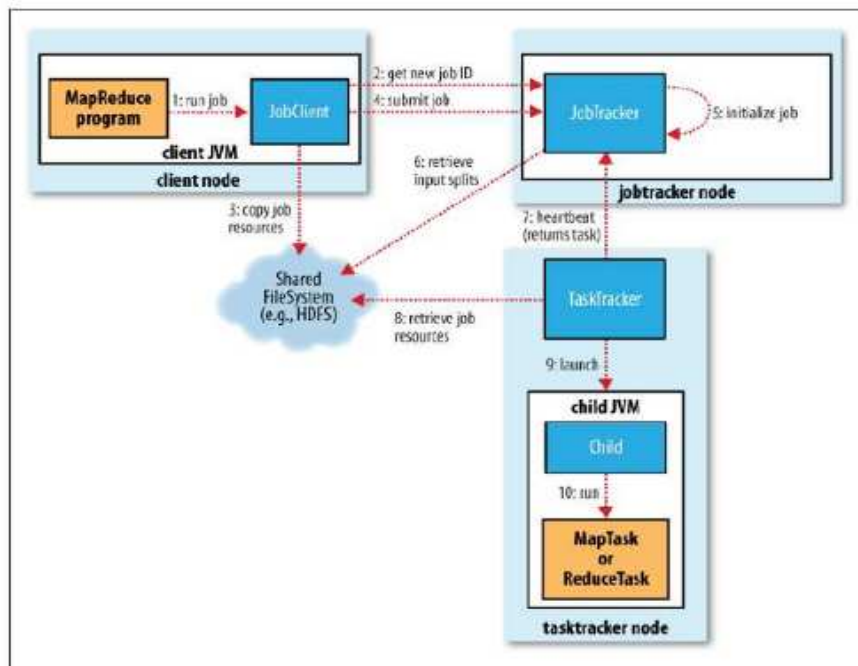 MapReduce
program
1: run job
JobClient
client JVM
client node
2: get new job ID
4: submit job
JobTracker
5: initialize job
jobtracker node
3: copy job
resources
6: retrieve
input splits
7: heartbeat
(returns task)
Shared
FileSystem
(e.g., HDFS)
8: retrieve job
resources
TaskTracker
9: launch
child JVM
Child
10: run
MapTask
or
ReduceTask
tasktracker node